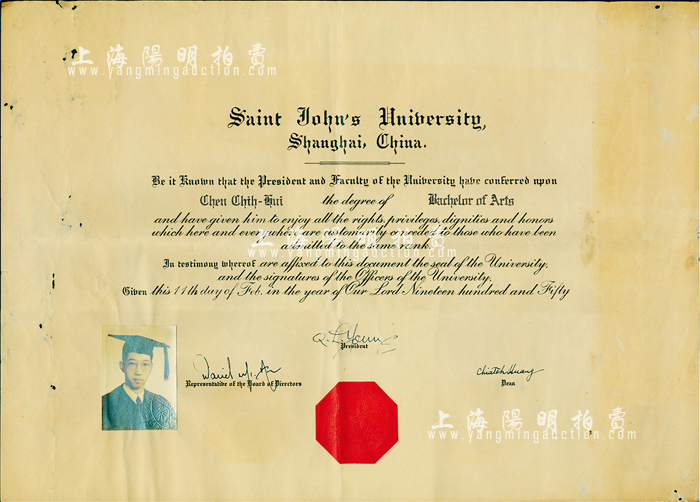 上海陽明拍賣
www.yangmingauction.com
Saint John's University,
Shanghai, China.
Be it Known that the President and Faculty of the University have conferred upon
Chen Chih-Hui the degree of Bachelor of Arts
and have given him to enjoy all the rights, privileges, dignities and honors
which here and everywhere are customarily conceded to those who have been
admitted to the same rank.
In testimony whereof are affixed to this document the seal of the University,
and the signatures of the Officers of the University.
Given this 11th day of Feb. in the year of Our Lord Nineteen hundred and Fifty
President
Representative of the Board of Directors
Chiateh Huang
Dean
上海陽明拍賣
www.yangmingauction.com